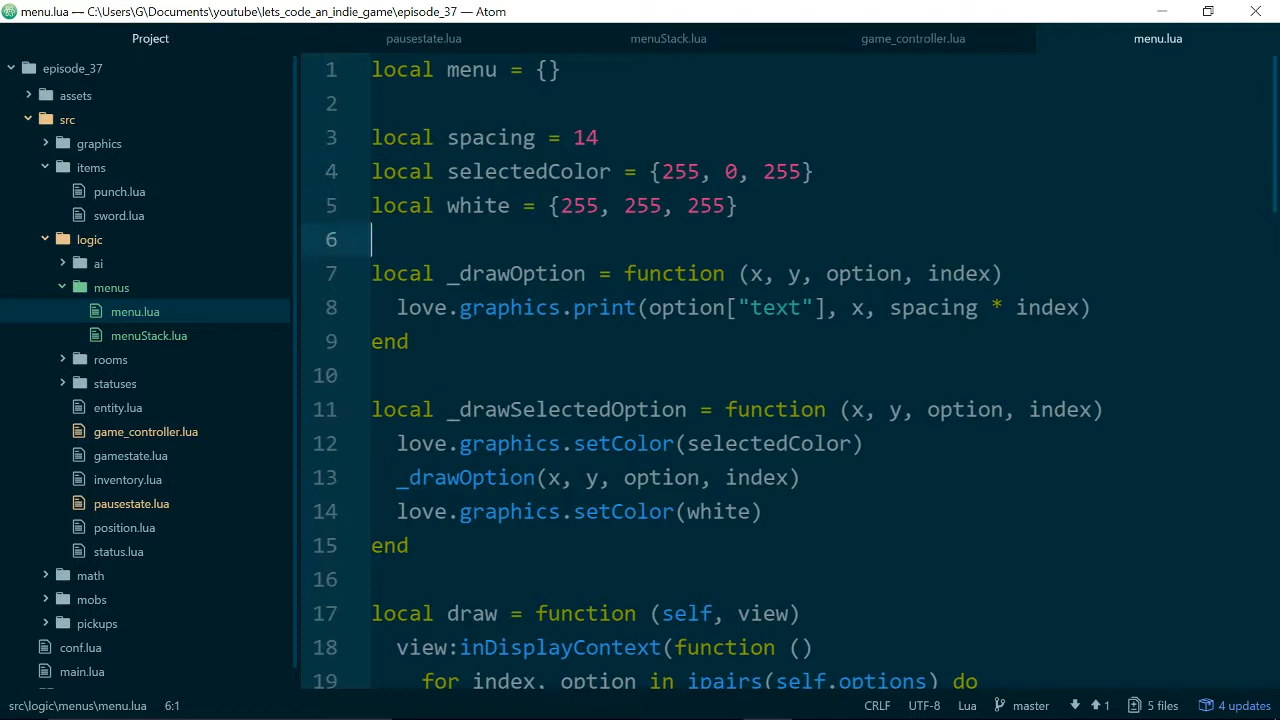 menu.lua — C:\Users\G\Documents\youtube\lets_code_an_indie_game\episode_37 — Atom
Project
pausestate.lua
menuStack.lua
game_controller.lua
menu.lua
episode_37
assets
src
graphics
items
punch.lua
sword.lua
logic
ai
menus
menu.lua
menuStack.lua
rooms
statuses
entity.lua
game_controller.lua
gamestate.lua
inventory.lua
pausestate.lua
position.lua
status.lua
math
mobs
pickups
conf.lua
main.lua
1 local menu = {}
2
3 local spacing = 14
4 local selectedColor = {255, 0, 255}
5 local white = {255, 255, 255}
6
7 local _drawOption = function (x, y, option, index)
8 love.graphics.print(option["text"], x, spacing * index)
9 end
10
11 local _drawSelectedOption = function (x, y, option, index)
12 love.graphics.setColor(selectedColor)
13 _drawOption(x, y, option, index)
14 love.graphics.setColor(white)
15 end
16
17 local draw = function (self, view)
18 view:inDisplayContext(function ()
19 for index, option in ipairs(self.options) do
src\logic\menus\menu.lua 6:1 CRLF UTF-8 Lua master 1 5 files 4 updates